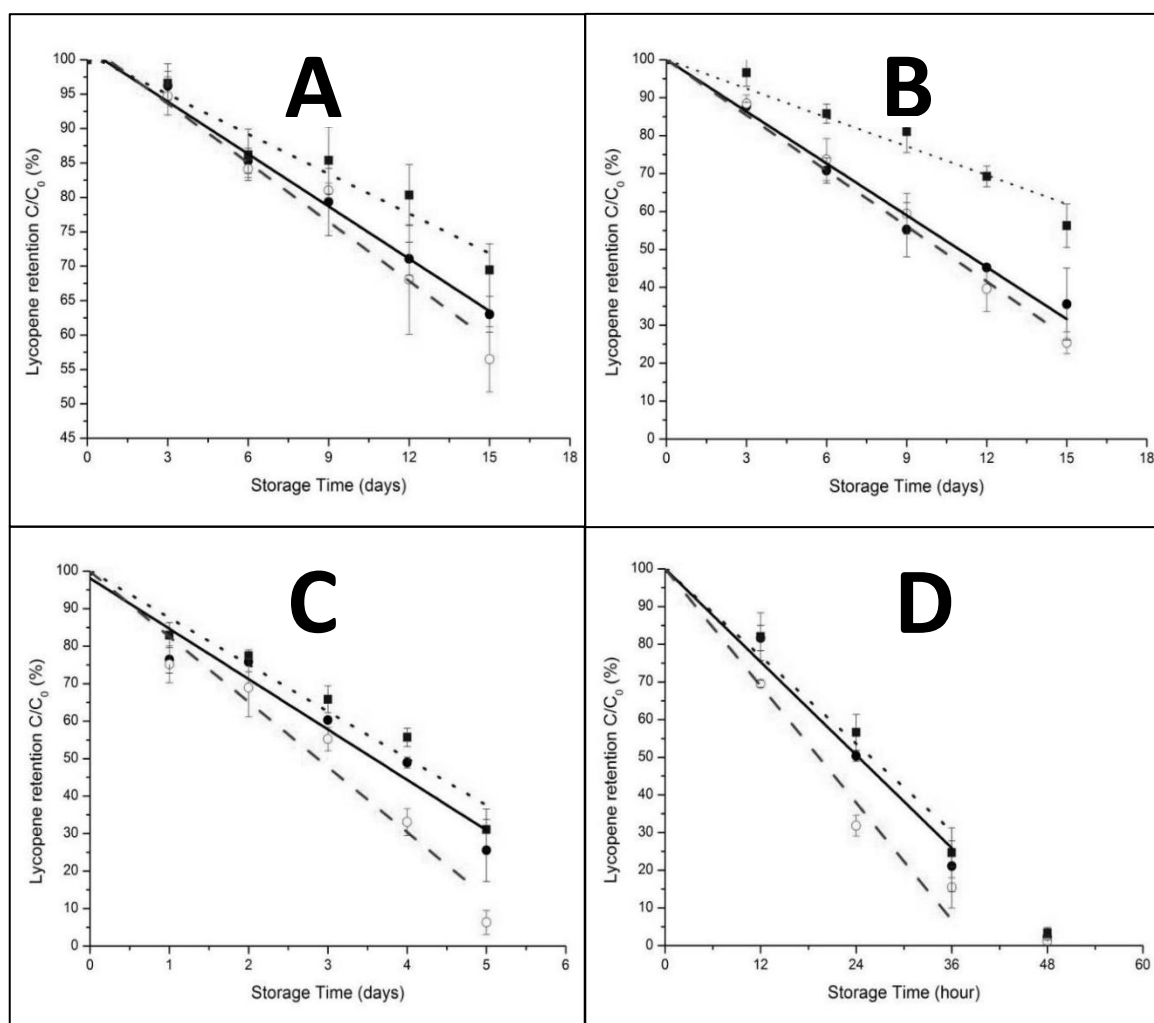 A
100
95
90
85
80
75
70
65
60
55
50
45
Lycopene retention C/C₀ (%)
0 3 6 9 12 15 18
Storage Time (days)
B
100
90
80
70
60
50
40
30
20
10
0
Lycopene retention C/C₀ (%)
0 3 6 9 12 15 18
Storage Time (days)
C
100
90
80
70
60
50
40
30
20
10
0
Lycopene retention C/C₀ (%)
0 1 2 3 4 5 6
Storage Time (days)
D
100
90
80
70
60
50
40
30
20
10
0
Lycopene retention C/C₀ (%)
0 12 24 36 48 60
Storage Time (hour)